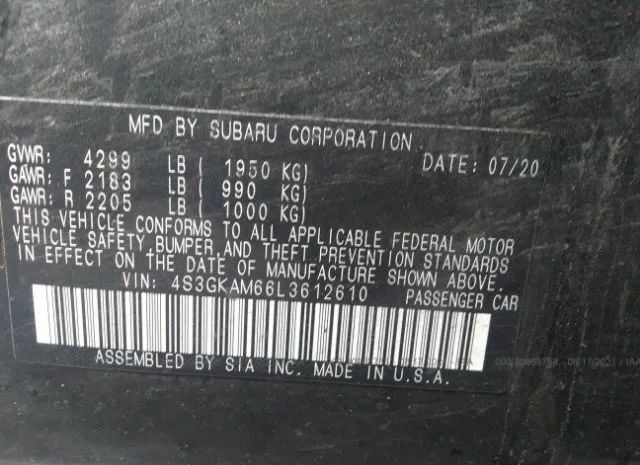 MFD BY SUBARU CORPORATION
GVWR: 4299 LB ( 1950 KG) DATE: 07/20
GAWR: F 2183 LB ( 990 KG)
GAWR: R 2205 LB ( 1000 KG)
THIS VEHICLE CONFORMS TO ALL APPLICABLE FEDERAL MOTOR
VEHICLE SAFETY, BUMPER, AND THEFT PREVENTION STANDARDS
IN EFFECT ON THE DATE OF MANUFACTURE SHOWN ABOVE.
VIN: 4S3GKAM66L3612610 PASSENGER CAR
ASSEMBLED BY SIA INC. MADE IN U.S.A.